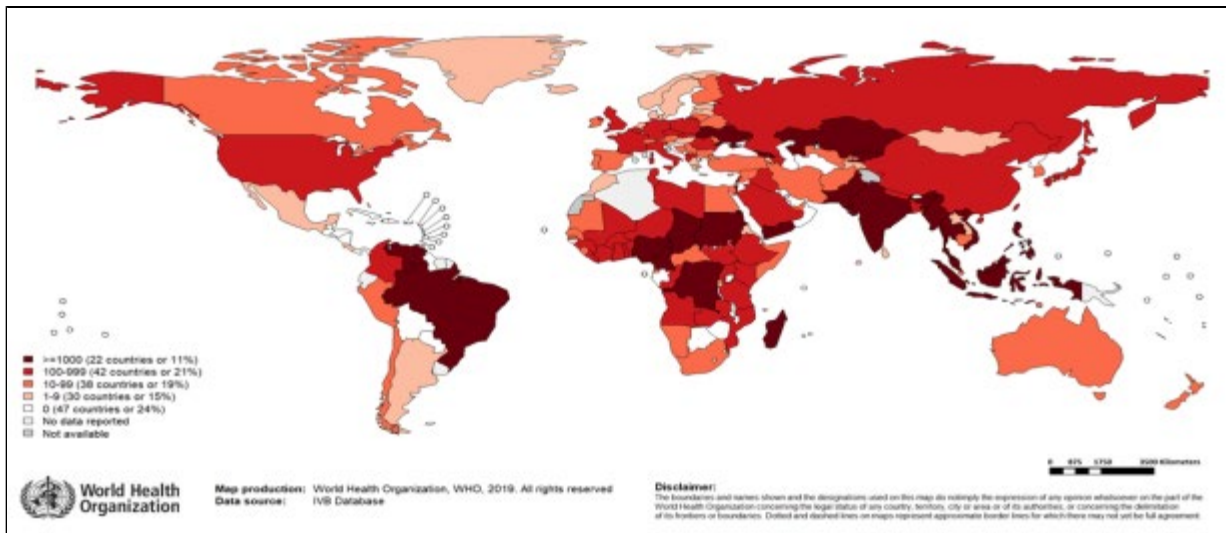 >=1000 (22 countries or 11%)
100-999 (42 countries or 21%)
10-99 (38 countries or 19%)
1-9 (30 countries or 15%)
0 (47 countries or 24%)
No data reported
Not available
0 875 1750 3500 Kilometers
World Health
Organization
Map production: World Health Organization, WHO, 2019. All rights reserved
Data source: IVB Database
Disclaimer:
The boundaries and names shown and the designations used on this map do not imply the expression of any opinion whatsoever on the part of the
World Health Organization concerning the legal status of any country, territory, city or area or of its authorities, or concerning the delimitation
of its frontiers or boundaries. Dotted and dashed lines on maps represent approximate border lines for which there may not yet be full agreement.